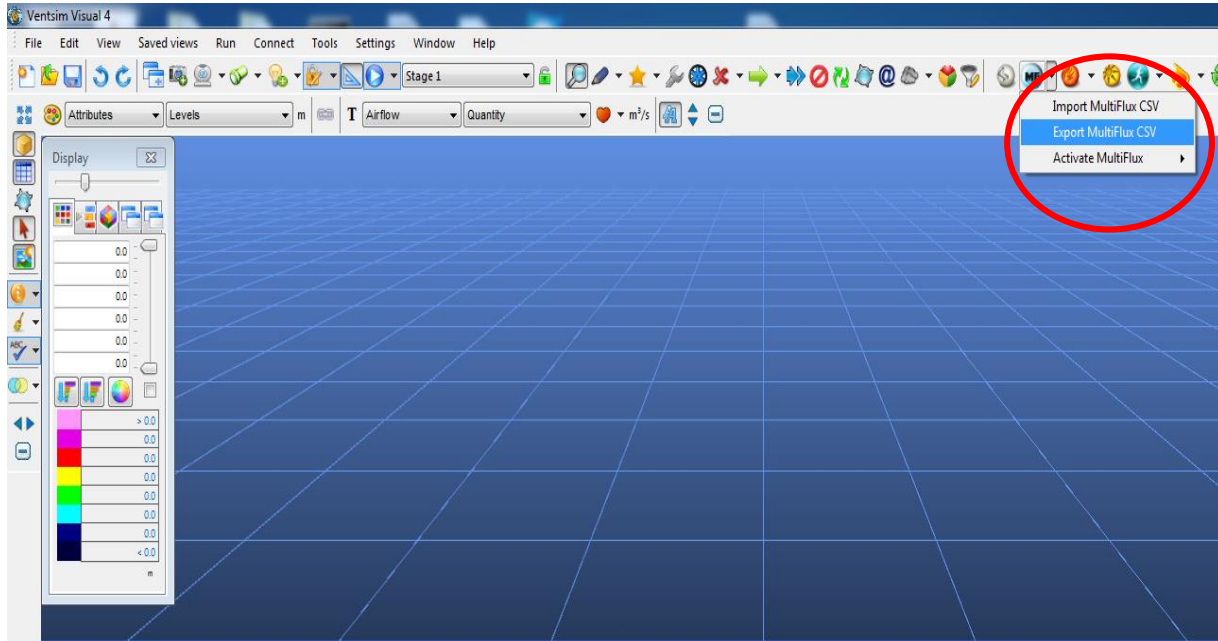 Ventsim Visual 4
File Edit View Saved views Run Connect Tools Settings Window Help
Stage 1
Attributes Levels m T Airflow Quantity m³/s
Import MultiFlux CSV
Export MultiFlux CSV
Activate MultiFlux
Display
0.0
0.0
0.0
0.0
0.0
0.0
ABC
> 0.0
0.0
0.0
0.0
0.0
0.0
0.0
< 0.0
m